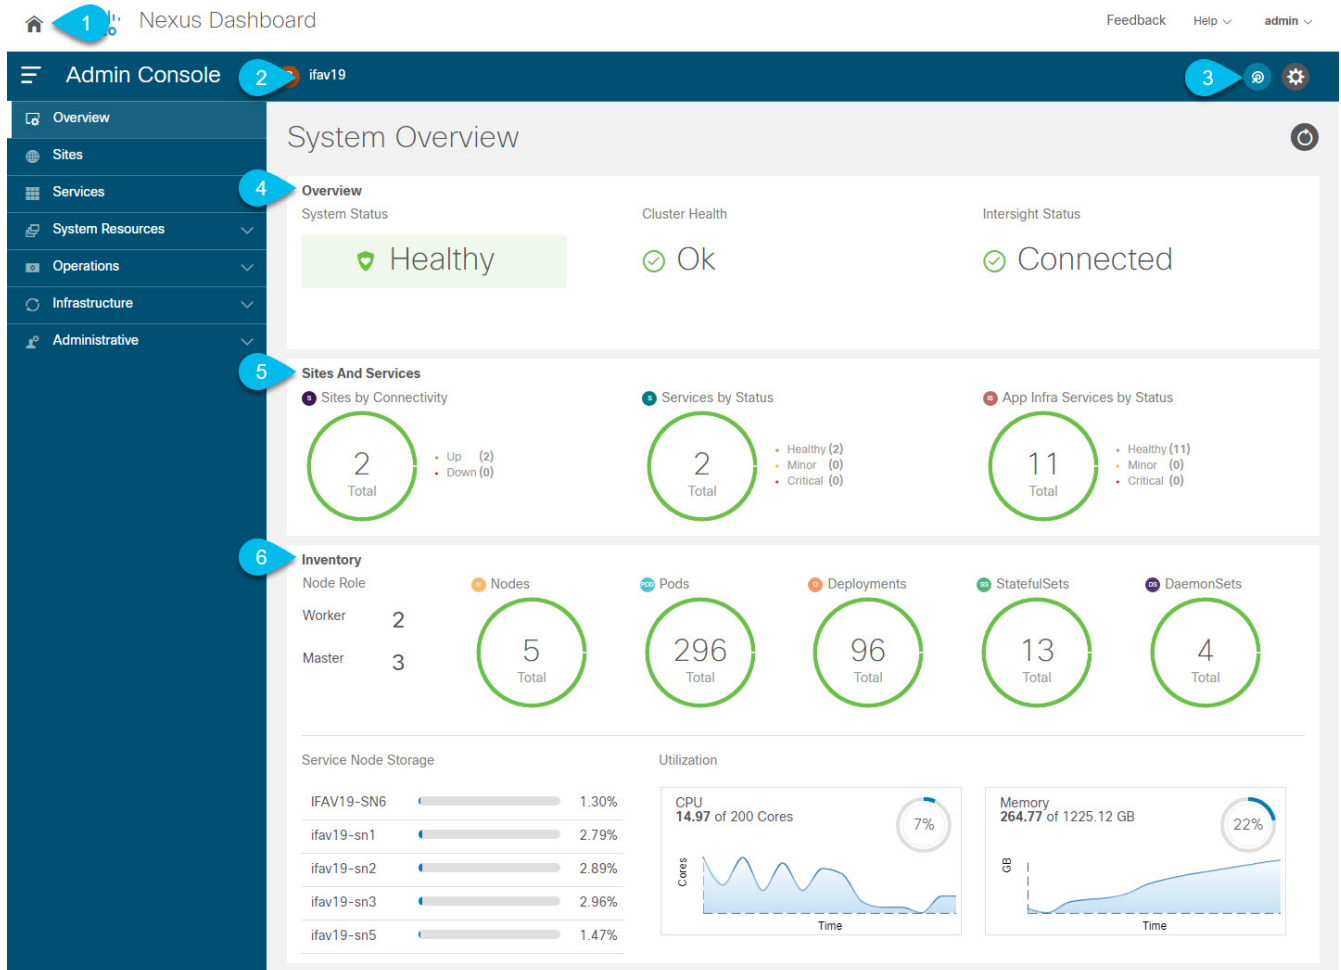 1 Nexus Dashboard Feedback Help admin
Admin Console 2 ifav19 3
Overview
Sites
Services
System Resources
Operations
Infrastructure
Administrative
System Overview
4 Overview
System Status Cluster Health Intersight Status
Healthy Ok Connected
5 Sites And Services
S Sites by Connectivity S Services by Status IS App Infra Services by Status
2 Total
Up (2)
Down (0)
2 Total
Healthy (2)
Minor (0)
Critical (0)
11 Total
Healthy (11)
Minor (0)
Critical (0)
6 Inventory
Node Role N Nodes POD Pods D Deployments SS StatefulSets DS DaemonSets
Worker 2
Master 3
5 296 96 13 4
Total Total Total Total Total
Service Node Storage
IFAV19-SN6 1.30%
ifav19-sn1 2.79%
ifav19-sn2 2.89%
ifav19-sn3 2.96%
ifav19-sn5 1.47%
Utilization
CPU
14.97 of 200 Cores
7%
Cores
Time
Memory
264.77 of 1225.12 GB
22%
GB
Time